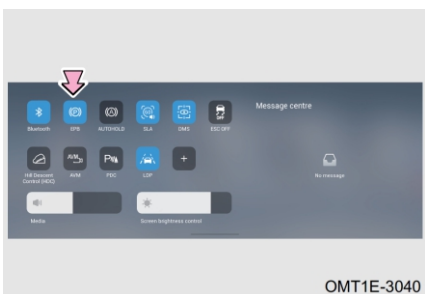 Message centre
Bluetooth
EPB
AUTOHOLD
SLA
DMS
ESC OFF
OFF
Hill Descent
Control (HDC)
AVM
PDC
LDP
No message
Media
Screen brightness control
OMT1E-3040